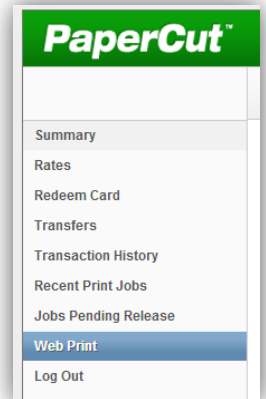 PaperCut™
Summary
Rates
Redeem Card
Transfers
Transaction History
Recent Print Jobs
Jobs Pending Release
Web Print
Log Out